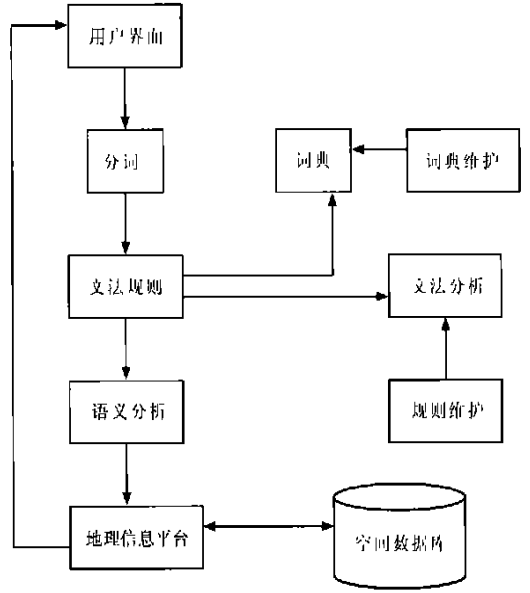 用户界面
分词
词典
词典维护
文法规则
文法分析
语义分析
规则维护
地理信息平台
空间数据库